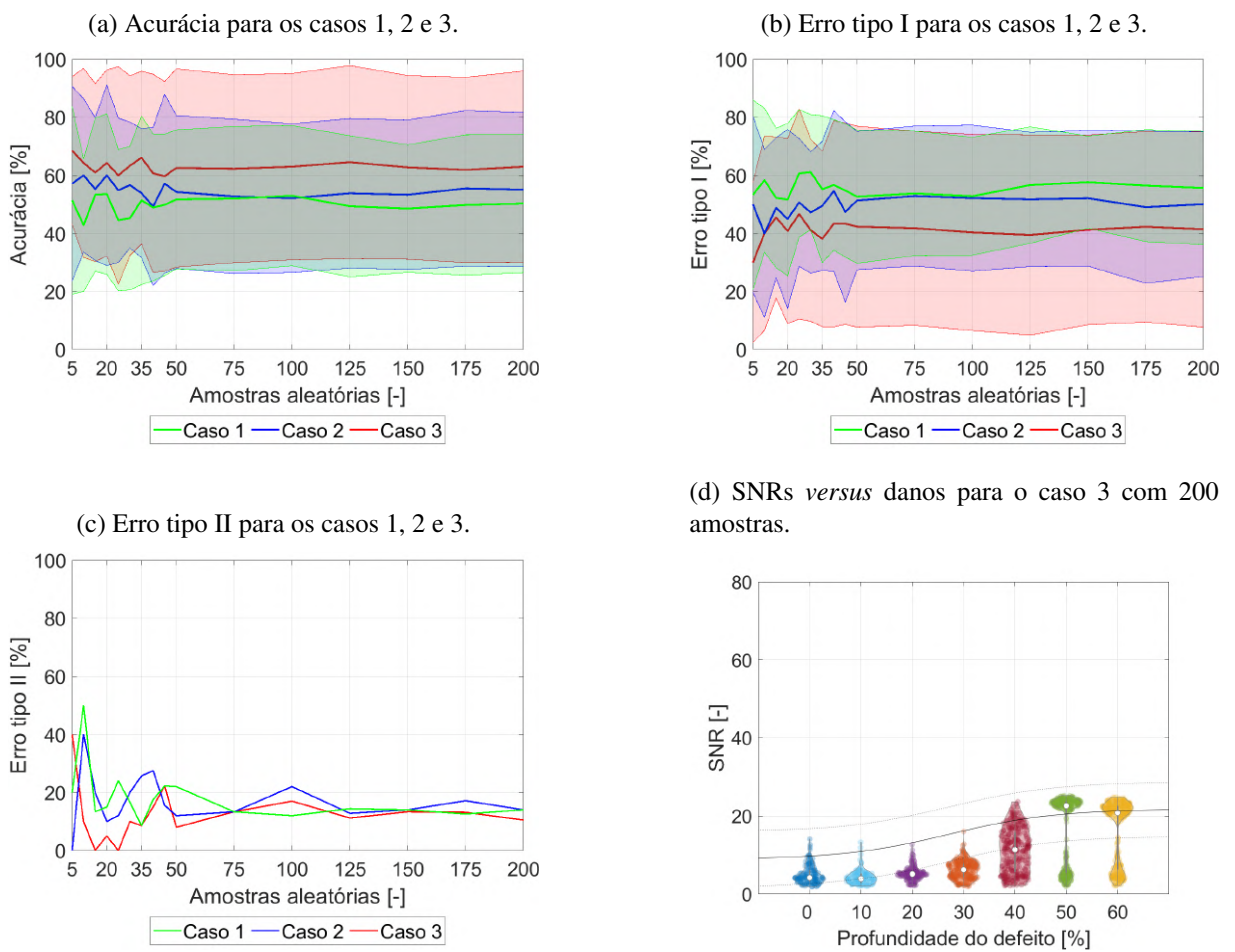 (a) Acurácia para os casos 1, 2 e 3.
100
80
60
40
20
0
Acurácia [%]
5 20 35 50 75 100 125 150 175 200
Amostras aleatórias [-]
Caso 1 Caso 2 Caso 3
(b) Erro tipo I para os casos 1, 2 e 3.
100
80
60
40
20
0
Erro tipo I [%]
5 20 35 50 75 100 125 150 175 200
Amostras aleatórias [-]
Caso 1 Caso 2 Caso 3
(c) Erro tipo II para os casos 1, 2 e 3.
100
80
60
40
20
0
Erro tipo II [%]
5 20 35 50 75 100 125 150 175 200
Amostras aleatórias [-]
Caso 1 Caso 2 Caso 3
(d) SNRs versus danos para o caso 3 com 200
amostras.
80
60
40
20
0
SNR [-]
0 10 20 30 40 50 60
Profundidade do defeito [%]